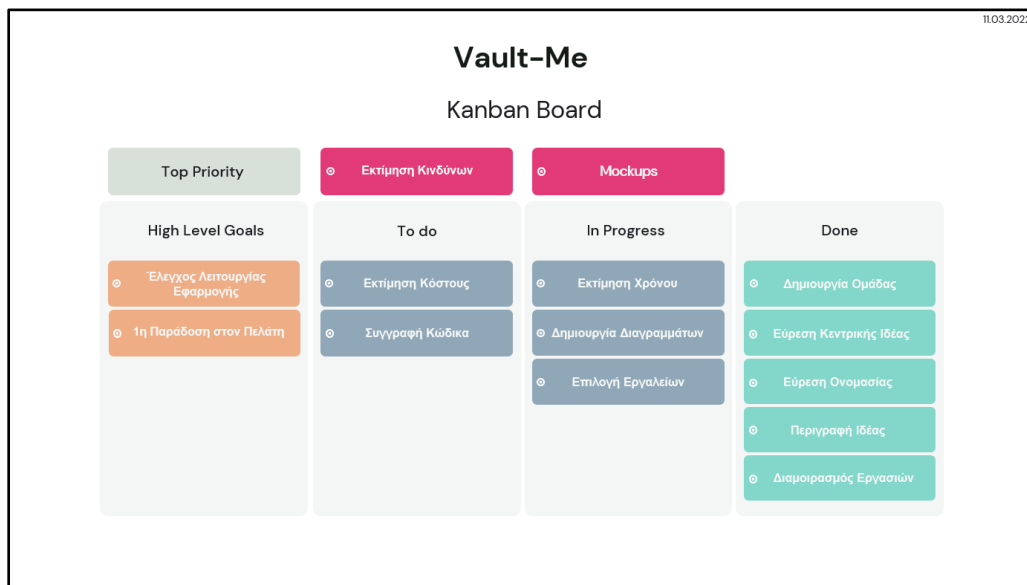 11.03.2022
Vault-Me
Kanban Board
Top Priority
Εκτίμηση Κινδύνων
Mockups
High Level Goals
To do
In Progress
Done
Έλεγχος Λειτουργίας
Εφαρμογής
Εκτίμηση Κόστους
Εκτίμηση Χρόνου
Δημιουργία Ομάδας
1η Παράδοση στον Πελάτη
Συγγραφή Κώδικα
Δημιουργία Διαγραμμάτων
Εύρεση Κεντρικής Ιδέας
Επιλογή Εργαλείων
Εύρεση Ονομασίας
Περιγραφή Ιδέας
Διαμοιρασμός Εργασιών